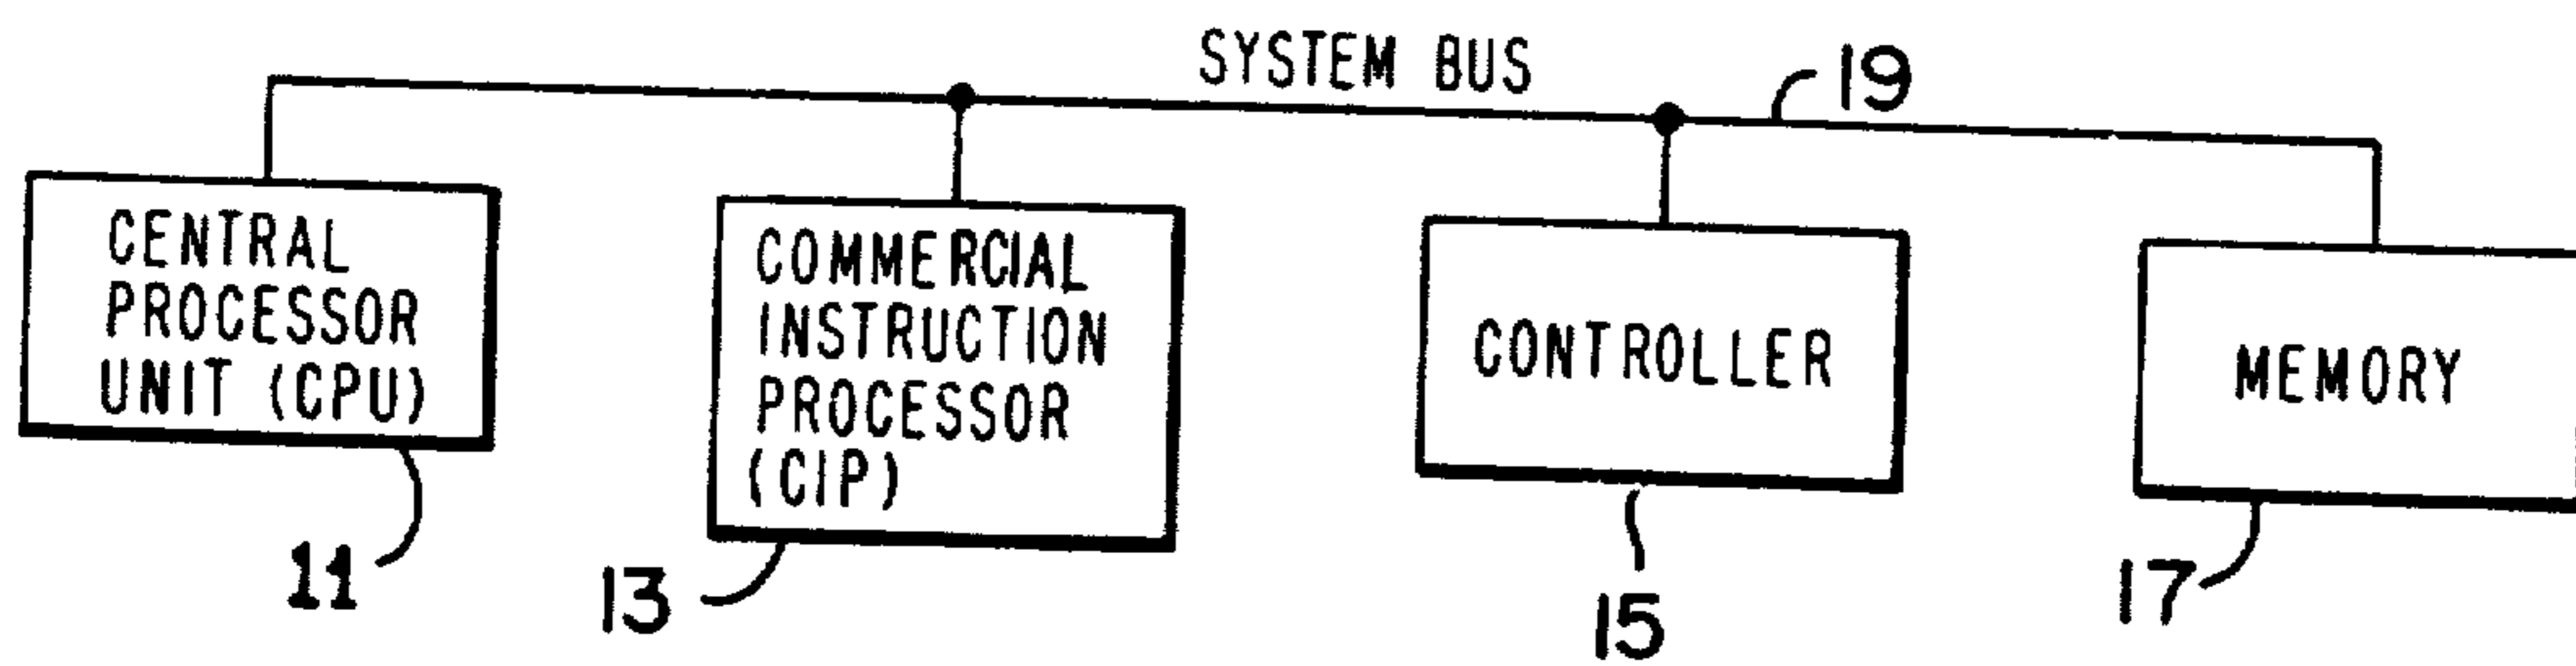 SYSTEM BUS
19
CENTRAL
PROCESSOR
UNIT (CPU)
11
COMMERCIAL
INSTRUCTION
PROCESSOR
(CIP)
13
CONTROLLER
15
MEMORY
17